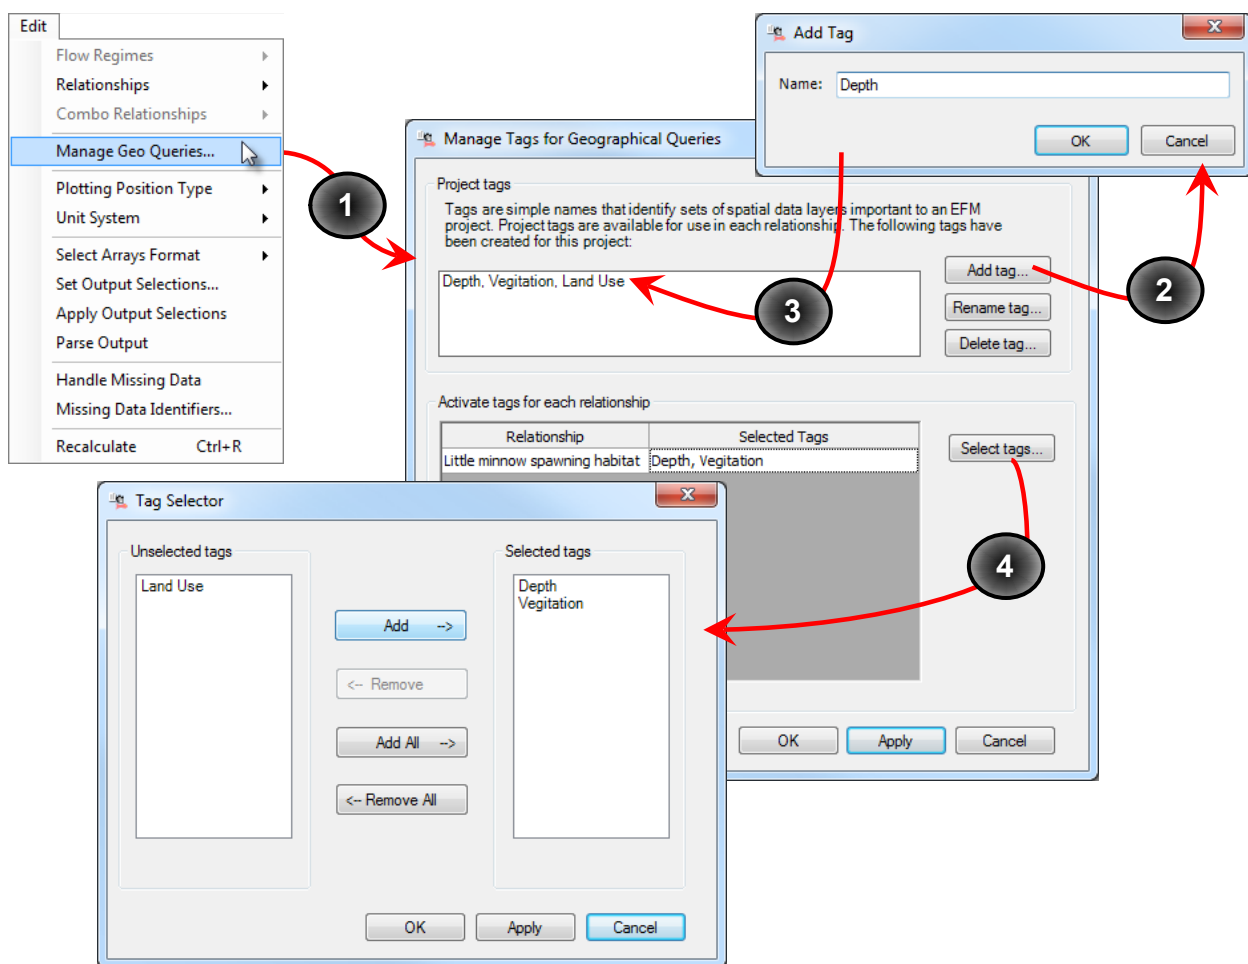 Edit
Flow Regimes
Relationships
Combo Relationships
Manage Geo Queries...
Plotting Position Type
Unit System
Select Arrays Format
Set Output Selections...
Apply Output Selections
Parse Output
Handle Missing Data
Missing Data Identifiers...
Recalculate Ctrl+R
1
Add Tag
Name: Depth
OK Cancel
Manage Tags for Geographical Queries
Project tags
Tags are simple names that identify sets of spatial data layers important to an EFM
project. Project tags are available for use in each relationship. The following tags have
been created for this project:
Depth, Vegitation, Land Use
Add tag...
Rename tag...
Delete tag...
2
3
Activate tags for each relationship
Relationship Selected Tags
Little minnow spawning habitat Depth, Vegitation
Select tags...
4
OK Apply Cancel
Tag Selector
Unselected tags
Land Use
Add -->
<-- Remove
Add All -->
<-- Remove All
Selected tags
Depth
Vegitation
OK Apply Cancel